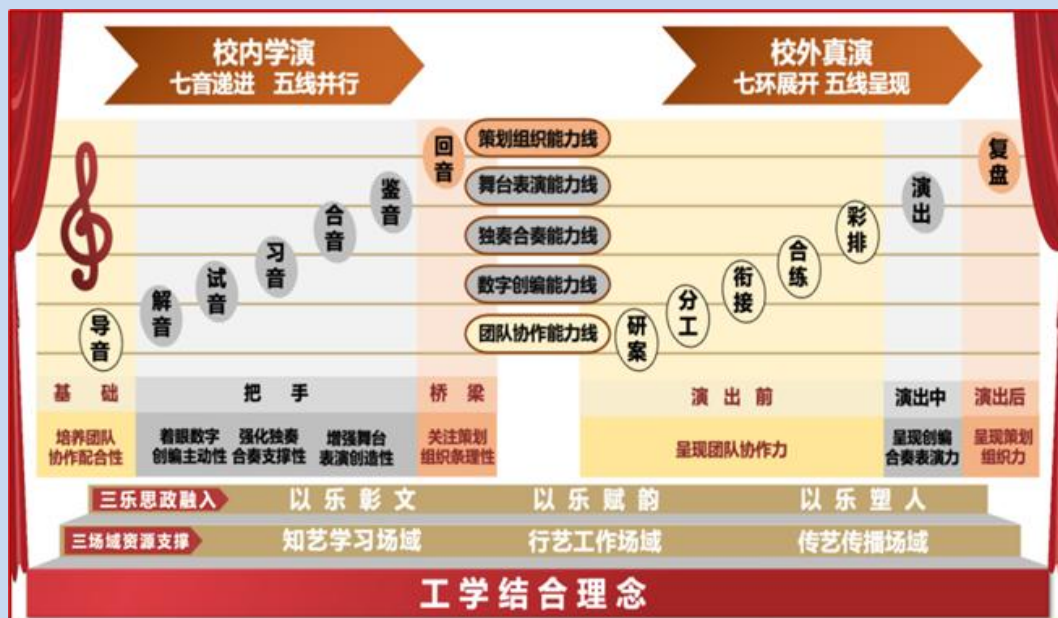 校内学演
七音递进 五线并行
校外真演
七环展开 五线呈现
导音
解音
试音
习音
合音
鉴音
回音
策划组织能力线
舞台表演能力线
独奏合奏能力线
数字创编能力线
团队协作能力线
研案
分工
衔接
合练
彩排
演出
复盘
基 础
把 手
桥 梁
演 出 前
演出中
演出后
培养团队
协作配合性
着眼数字
创编主动性
强化独奏
合奏支撑性
增强舞台
表演创造性
关注策划
组织条理性
呈现团队协作力
呈现创编
合奏表演力
呈现策划
组织力
三乐思政融入
以 乐 彰 文
以 乐 赋 韵
以 乐 塑 人
三场域资源支撑
知艺学习场域
行艺工作场域
传艺传播场域
工学结合理念